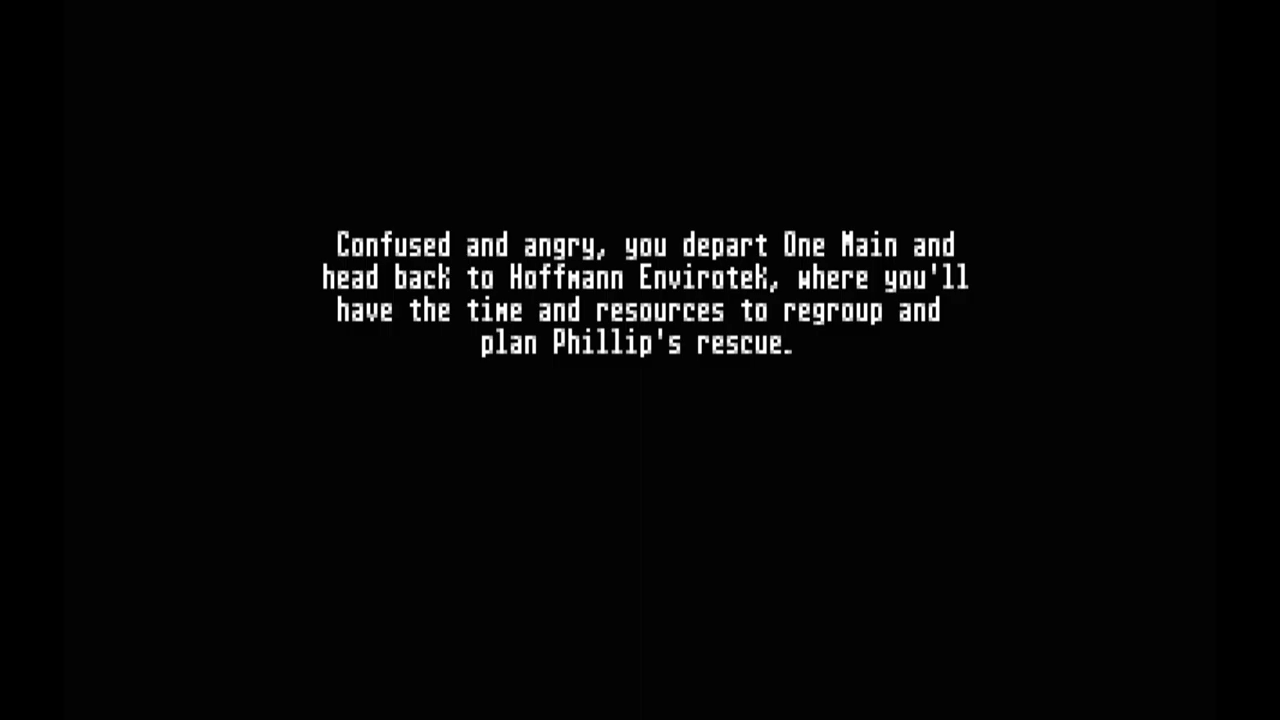 Confused and angry, you depart One Main and
head back to Hoffmann Envirotek, where you'll
have the time and resources to regroup and
plan Phillip's rescue.